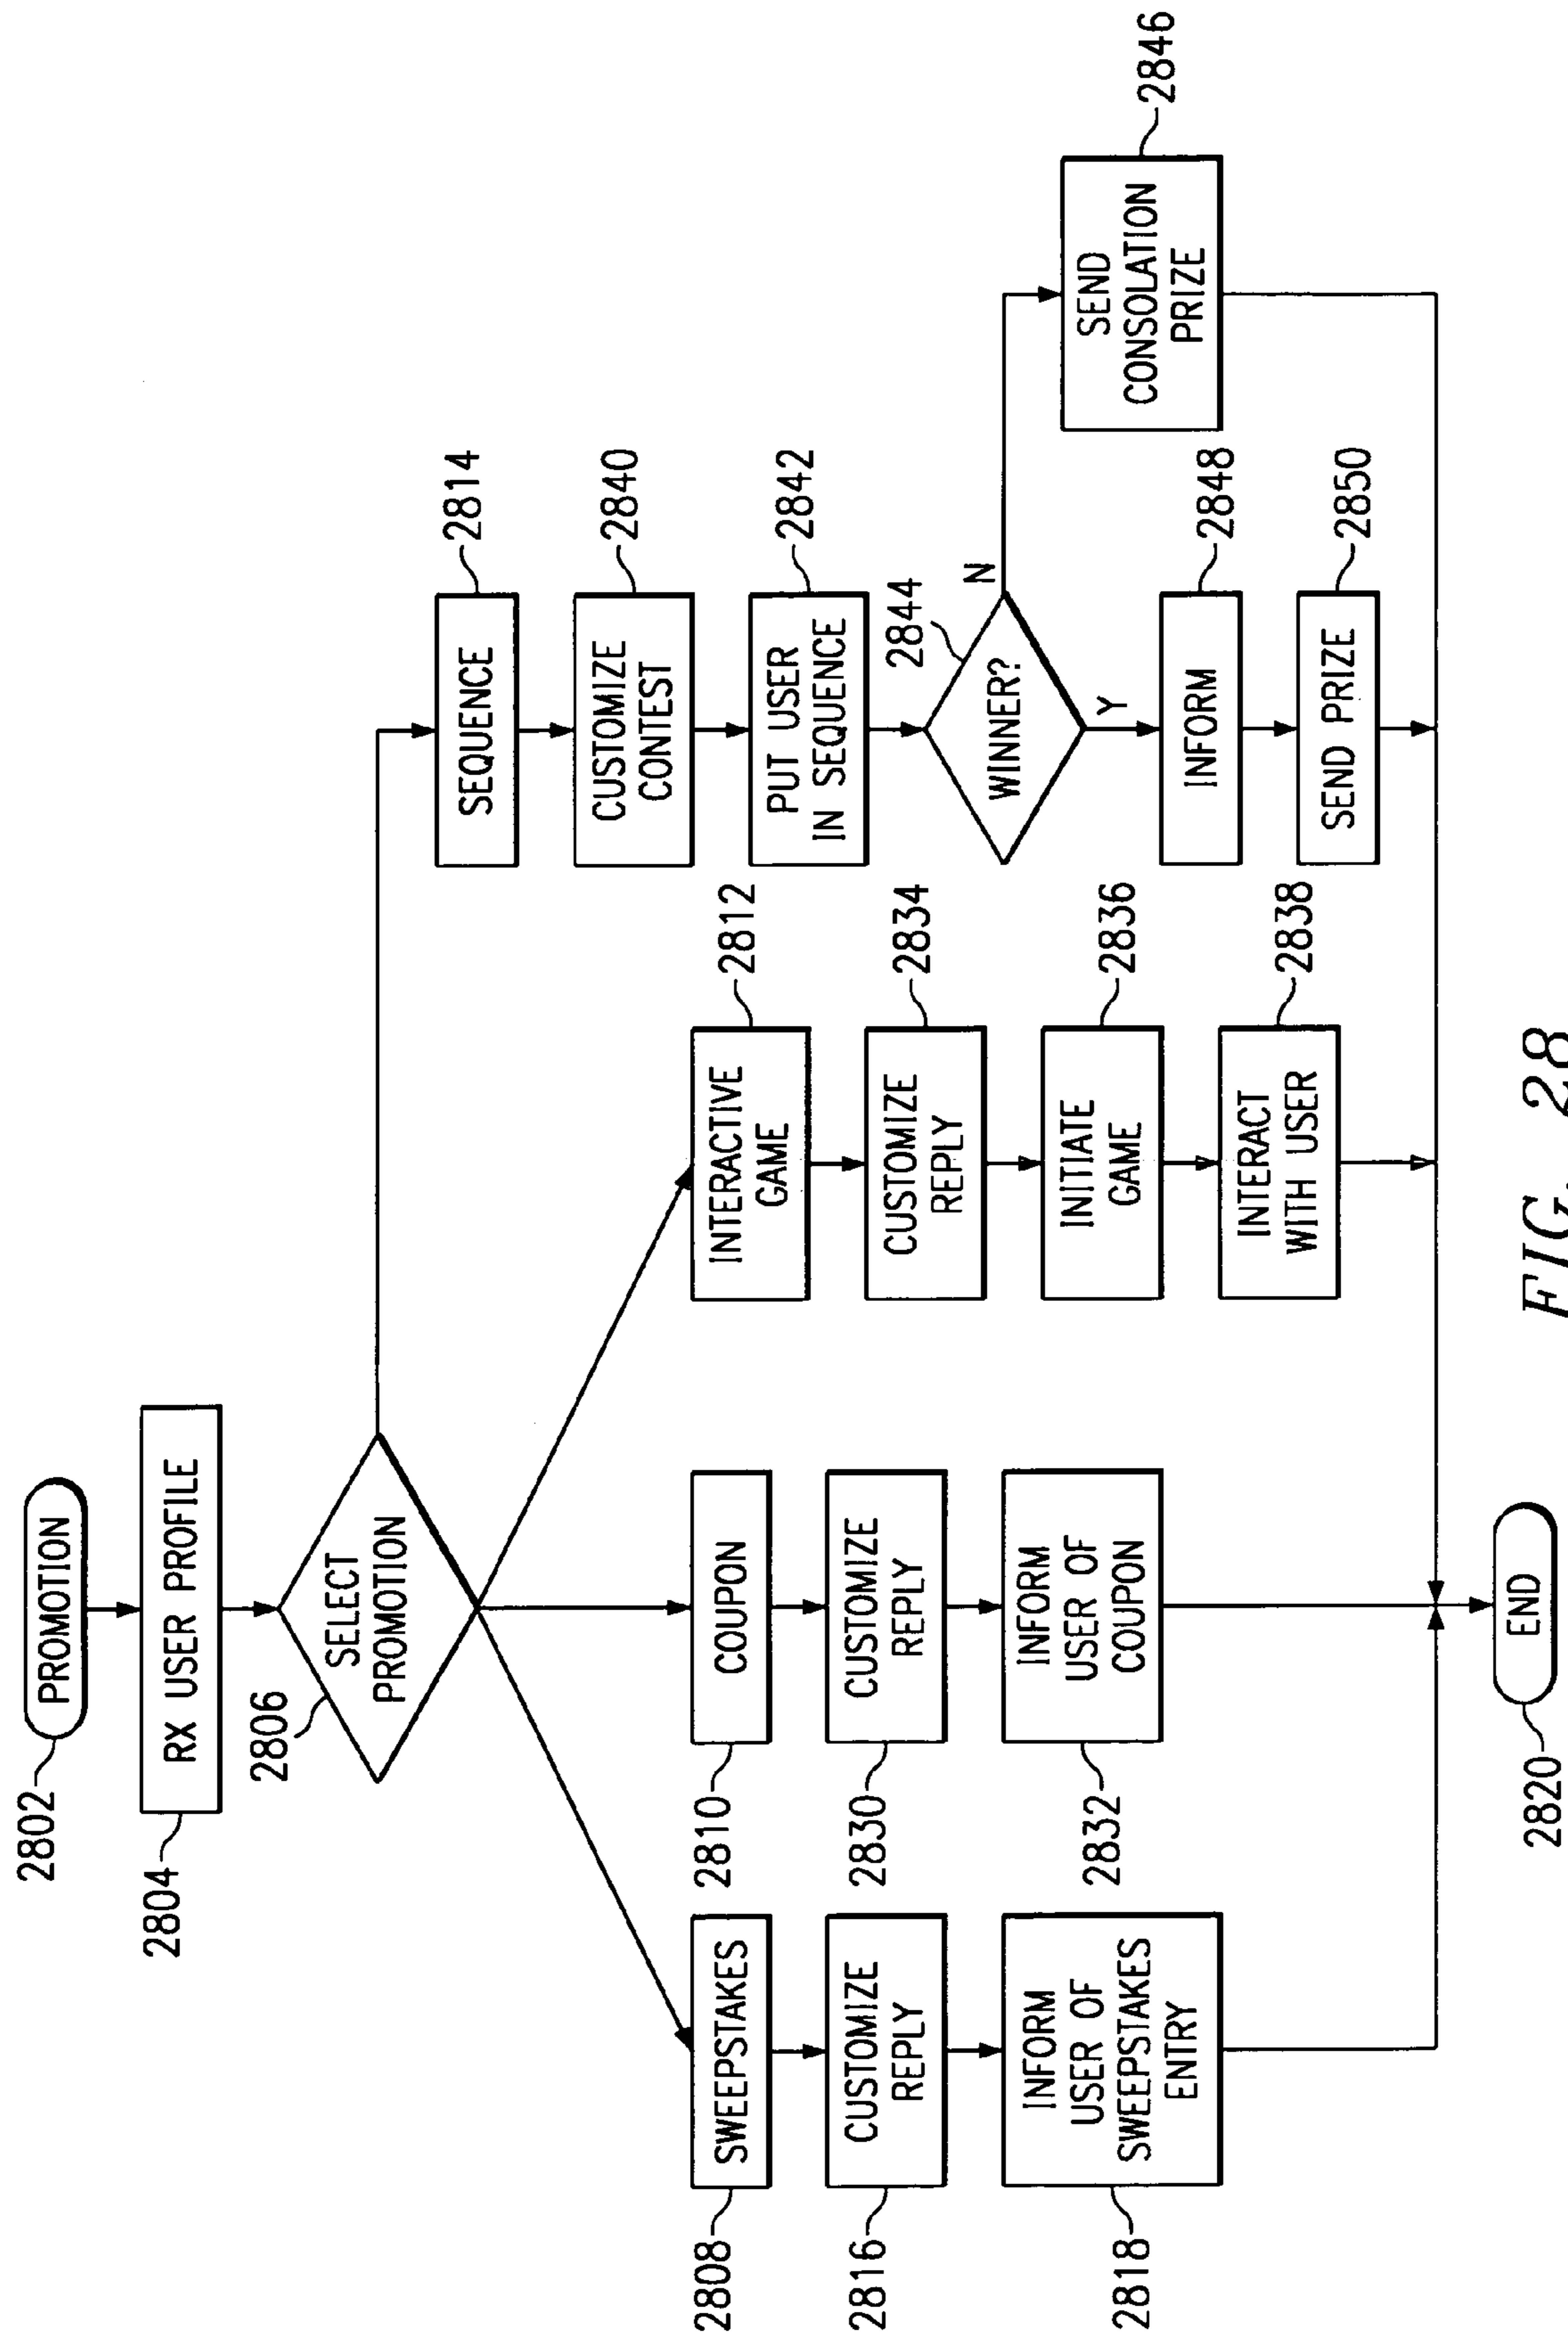 2802
PROMOTION
2804
RX USER PROFILE
2806
SELECT
PROMOTION
2808
SWEEPSTAKES
2816
CUSTOMIZE
REPLY
2818
INFORM
USER OF
SWEEPSTAKES
ENTRY
2810
COUPON
2830
CUSTOMIZE
REPLY
2832
INFORM
USER OF
COUPON
INTERACTIVE
GAME
2812
CUSTOMIZE
REPLY
2834
INITIATE
GAME
2836
INTERACT
WITH USER
2838
SEQUENCE
2814
CUSTOMIZE
CONTEST
2840
PUT USER
IN SEQUENCE
2842
WINNER?
2844
N
Y
SEND
CONSOLATION
PRIZE
2846
INFORM
2848
SEND PRIZE
2850
2820
END
FIG. 28